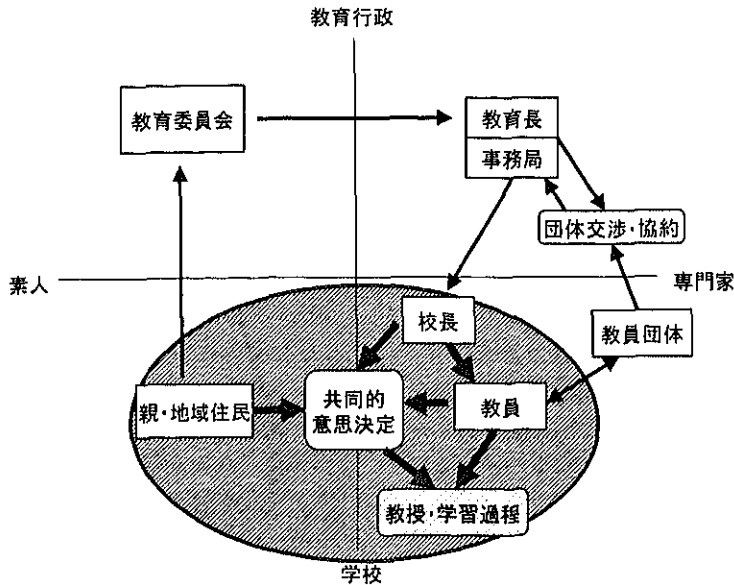 教育行政
教育委員会
教育長
事務局
団体交渉・協約
素人
専門家
校長
教員団体
親・地域住民
共同的
意思決定
教員
教授・学習過程
学校